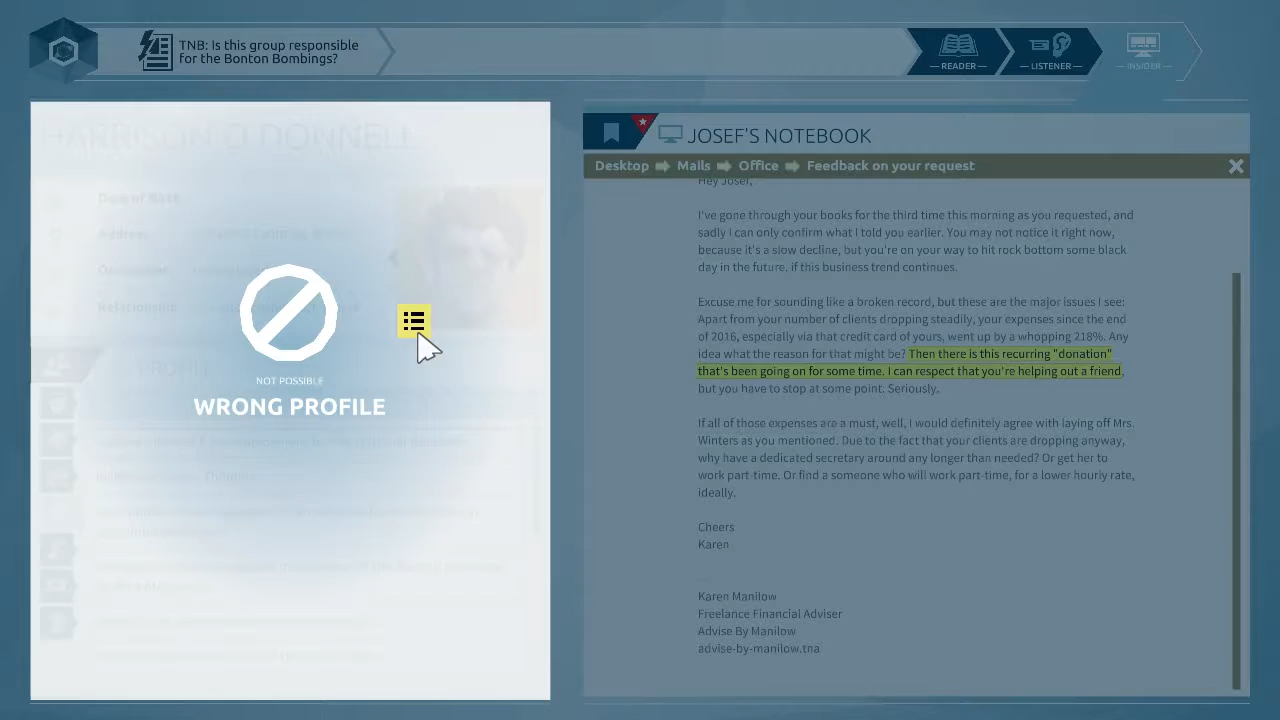 TNB: Is this group responsible
for the Bonton Bombings?
READER
LISTENER
INSIDER
HARRISON O'DONNELL
Date of Birth
Address
Relationship
PROFILE
NOT POSSIBLE
WRONG PROFILE
JOSEF'S NOTEBOOK
Desktop Mails Office Feedback on your request
Hey Josef,
I've gone through your books for the third time this morning as you requested, and
sadly I can only confirm what I told you earlier. You may not notice it right now,
because it's a slow decline, but you're on your way to hit rock bottom some black
day in the future, if this business trend continues.
Excuse me for sounding like a broken record, but these are the major issues I see:
Apart from your number of clients dropping steadily, your expenses since the end
of 2016, especially via that credit card of yours, went up by a whopping 218%. Any
idea what the reason for that might be? Then there is this recurring "donation"
that's been going on for some time. I can respect that you're helping out a friend,
but you have to stop at some point. Seriously.
If all of those expenses are a must, well, I would definitely agree with laying off Mrs.
Winters as you mentioned. Due to the fact that your clients are dropping anyway,
why have a dedicated secretary around any longer than needed? Or get her to
work part-time. Or find a someone who will work part-time, for a lower hourly rate,
ideally.
Cheers
Karen
Karen Manilow
Freelance Financial Adviser
Advise By Manilow
advise-by-manilow.tna